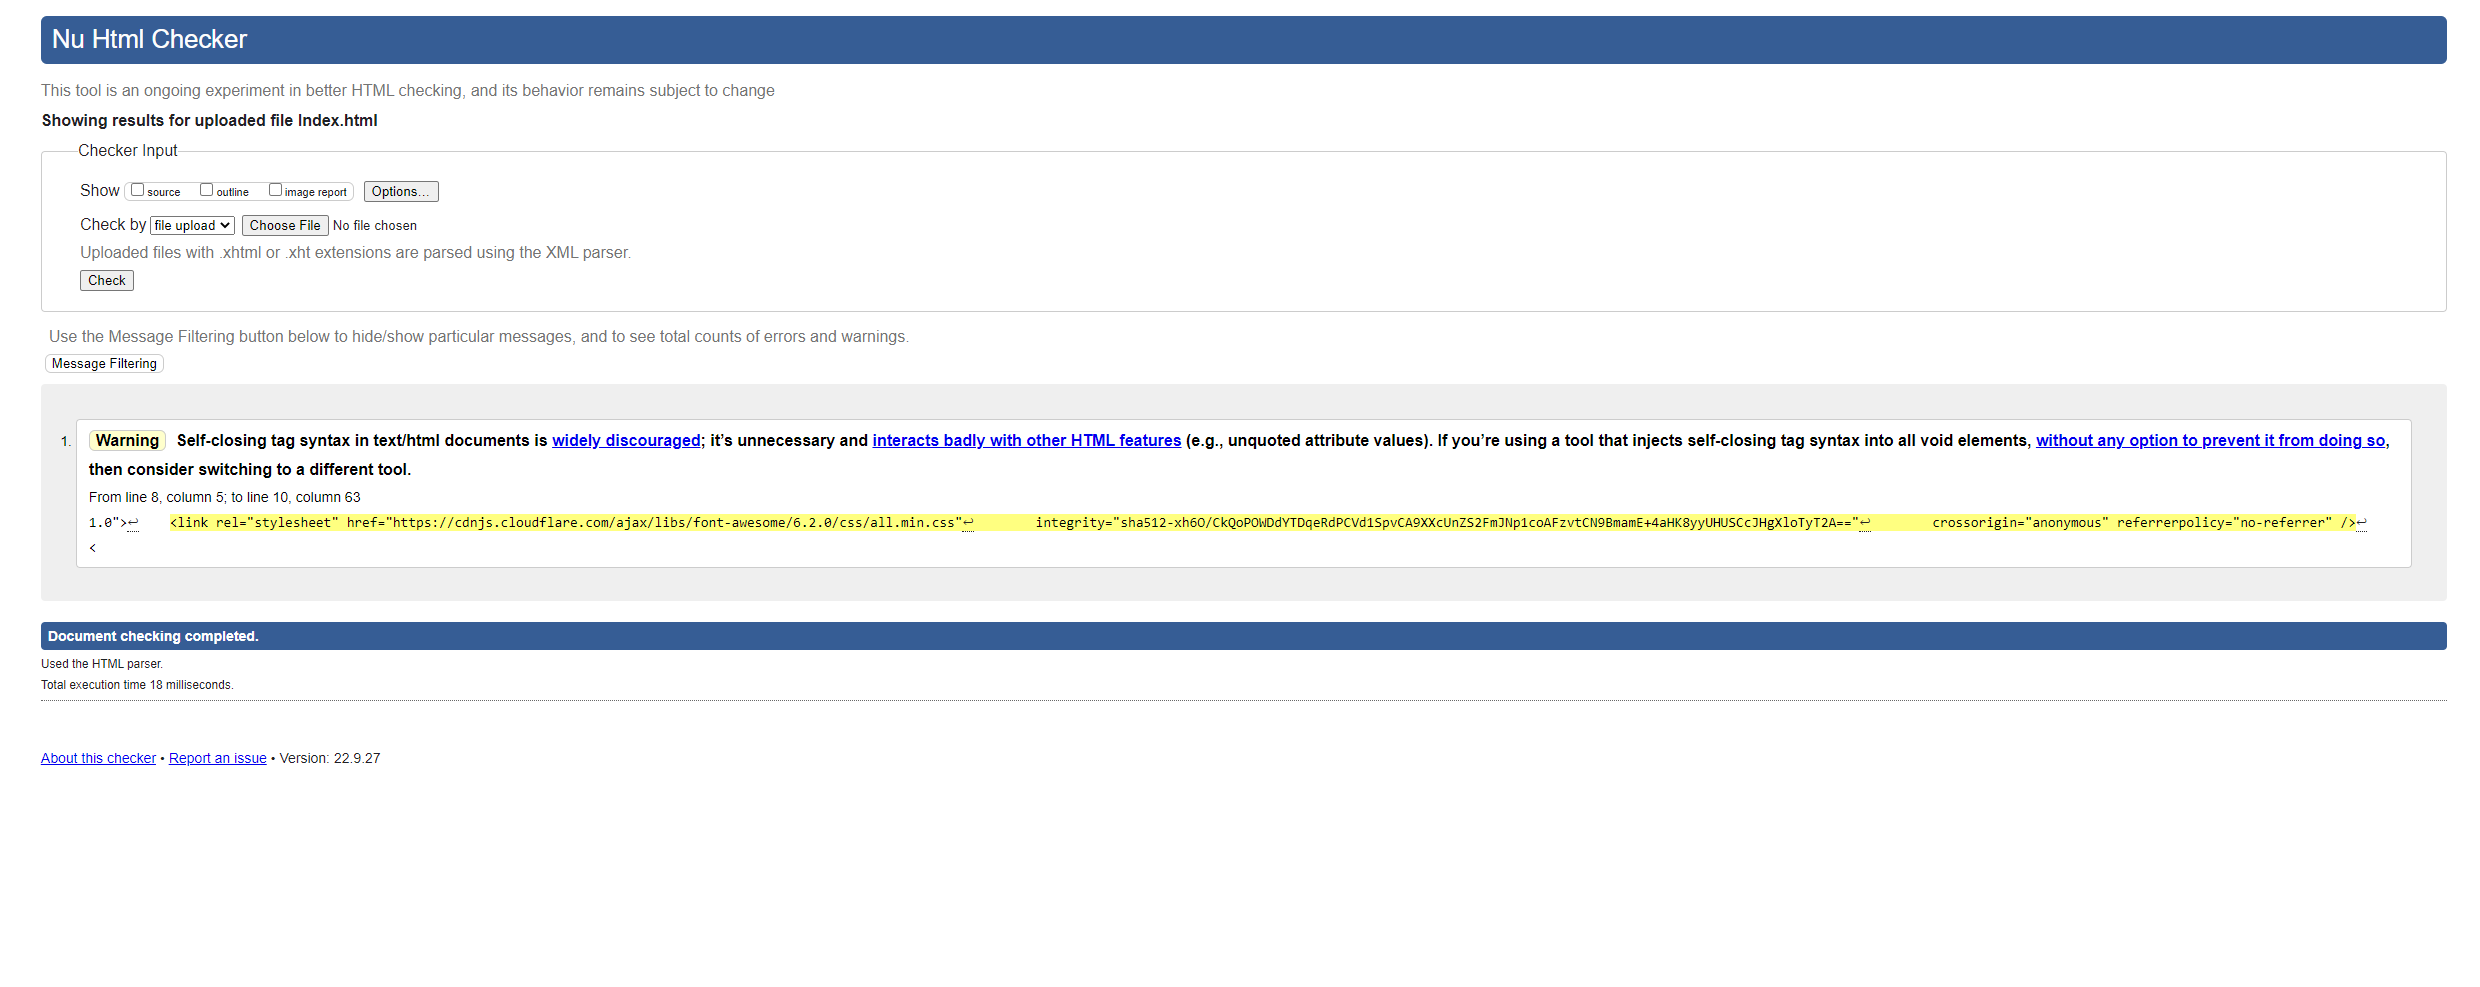 Nu Html Checker
This tool is an ongoing experiment in better HTML checking, and its behavior remains subject to change
Showing results for uploaded file Index.html
Checker Input
Show source outline image report Options...
Check by file upload Choose File No file chosen
Uploaded files with .xhtml or .xht extensions are parsed using the XML parser.
Check
Use the Message Filtering button below to hide/show particular messages, and to see total counts of errors and warnings.
Message Filtering
1. Warning Self-closing tag syntax in text/html documents is widely discouraged; it’s unnecessary and interacts badly with other HTML features (e.g., unquoted attribute values). If you’re using a tool that injects self-closing tag syntax into all void elements, without any option to prevent it from doing so,
then consider switching to a different tool.
From line 8, column 5; to line 10, column 63
1.0">↩ <link rel="stylesheet" href="https://cdnjs.cloudflare.com/ajax/libs/font-awesome/6.2.0/css/all.min.css"↩ integrity="sha512-xh6O/CkQoPOWDdYTDqeRdPCVd1SpvCA9XXcUnZS2FmJNp1coAFzvtCN9BmamE+4aHK8yyUHUSCcJHgXloTyT2A=="↩ crossorigin="anonymous" referrerpolicy="no-referrer" />↩
<
Document checking completed.
Used the HTML parser.
Total execution time 18 milliseconds.
About this checker • Report an issue • Version: 22.9.27